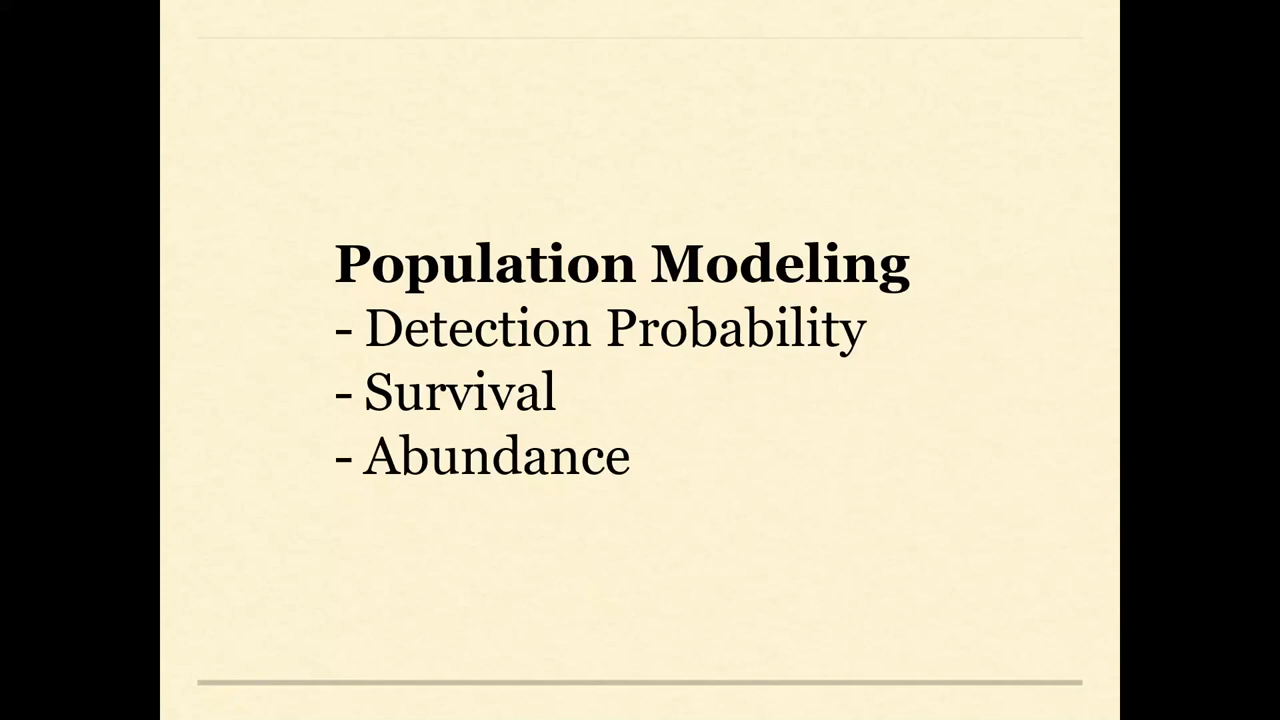 Population Modeling
- Detection Probability
- Survival
- Abundance